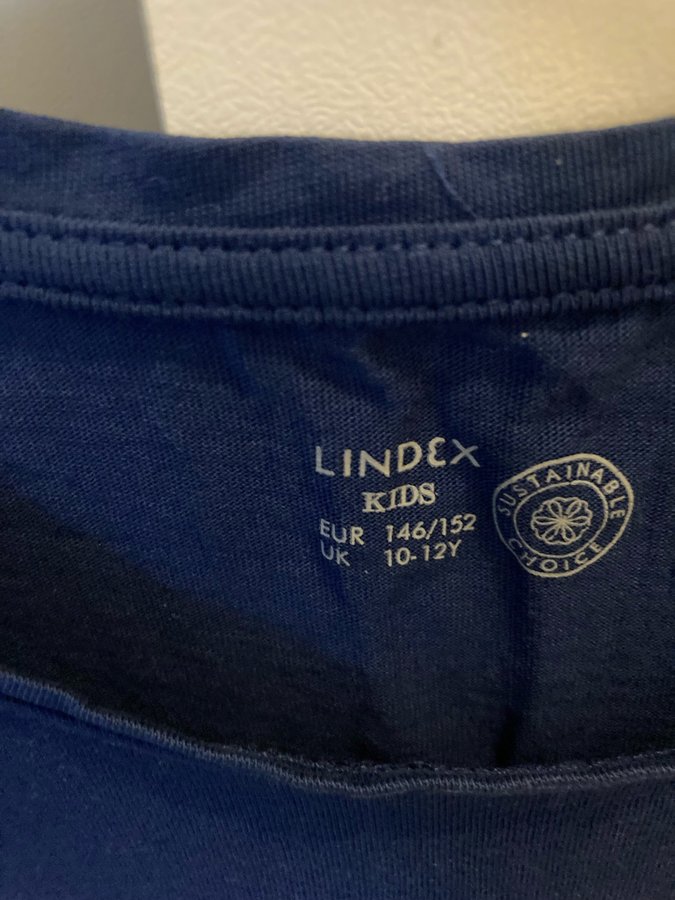 LINDEX
KIDS
EUR 146/152
UK 10-12Y
SUSTAINABLE
CHOICE